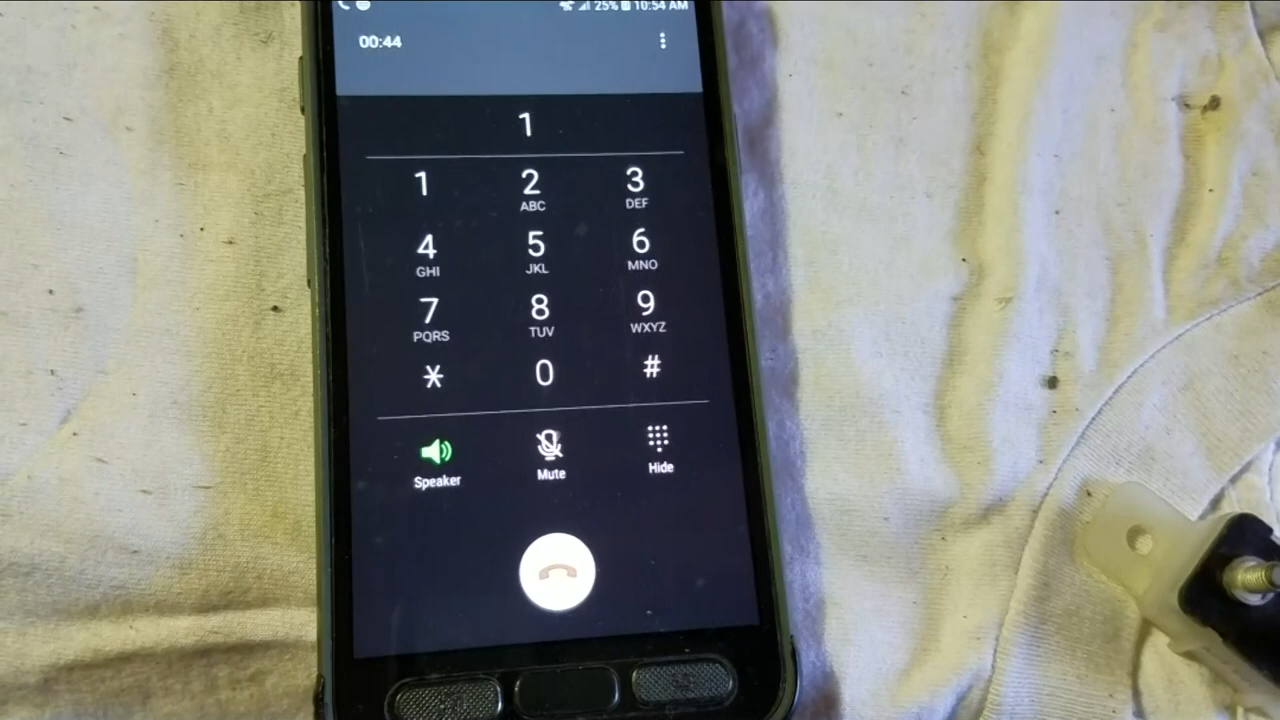 25% 10:54 AM
00:44
1
1 2 3
ABC DEF
4 5 6
GHI JKL MNO
7 8 9
PQRS TUV WXYZ
* 0 #
Speaker Mute Hide